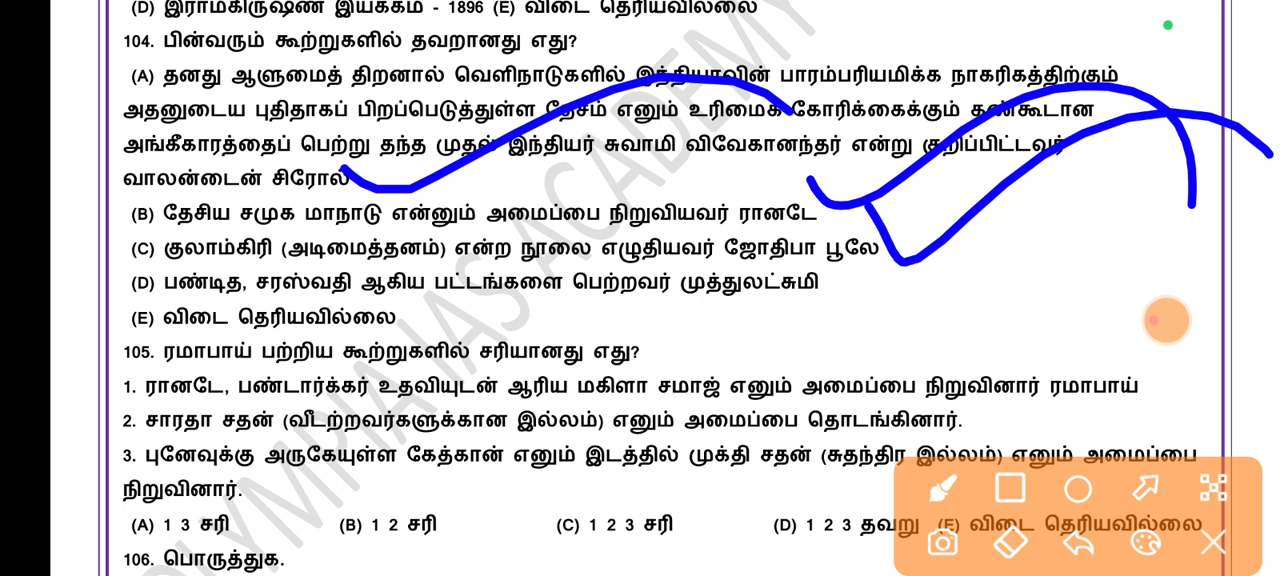 (D) இராமகிருஷ்ண இயக்கம் - 1896 (E) விடை தெரியவில்லை
104. பின்வரும் கூற்றுகளில் தவறானது எது?
(A) தனது ஆளுமைத் திறனால் வெளிநாடுகளில் இந்தியாவின் பாரம்பரியமிக்க நாகரிகத்திற்கும்
அதனுடைய புதிதாகப் பிறப்பெடுத்துள்ள தேசம் எனும் உரிமைக் கோரிக்கைக்கும் தண்கூடான
அங்கீகாரத்தைப் பெற்று தந்த முதல் இந்தியர் சுவாமி விவேகானந்தர் என்று குறிப்பிட்டவர்
வாலன்டைன் சிரோல்
(B) தேசிய சமுக மாநாடு என்னும் அமைப்பை நிறுவியவர் ரானடே
(C) குலாம்கிரி (அடிமைத்தனம்) என்ற நூலை எழுதியவர் ஜோதிபா பூலே
(D) பண்டித, சரஸ்வதி ஆகிய பட்டங்களை பெற்றவர் முத்துலட்சுமி
(E) விடை தெரியவில்லை
105. ரமாபாய் பற்றிய கூற்றுகளில் சரியானது எது?
1. ரானடே, பண்டார்க்கர் உதவியுடன் ஆரிய மகிளா சமாஜ் எனும் அமைப்பை நிறுவினார் ரமாபாய்
2. சாரதா சதன் (வீடற்றவர்களுக்கான இல்லம்) எனும் அமைப்பை தொடங்கினார்.
3. புனேவுக்கு அருகேயுள்ள கேத்கான் எனும் இடத்தில் முக்தி சதன் (சுதந்திர இல்லம்) எனும் அமைப்பை
நிறுவினார்.
(A) 1 3 சரி (B) 1 2 சரி (C) 1 2 3 சரி (D) 1 2 3 தவறு (E) விடை தெரியவில்லை
106. பொருத்துக.
OLYMPIA IAS ACADEMY